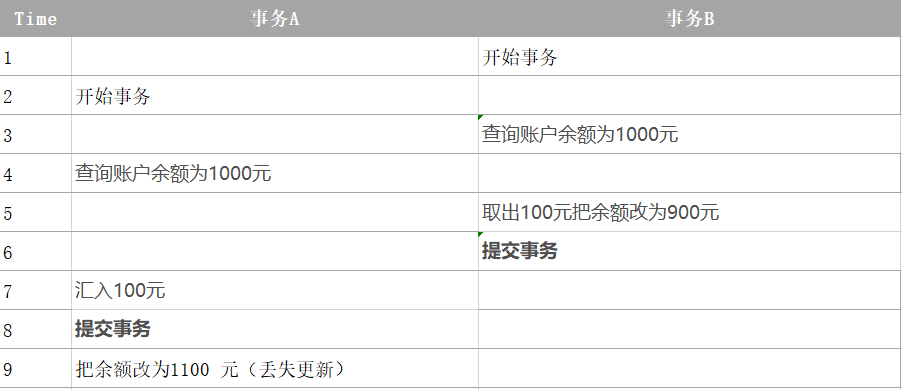 Time 事务A 事务B
1 开始事务
2 开始事务
3 查询账户余额为1000元
4 查询账户余额为1000元
5 取出100元把余额改为900元
6 提交事务
7 汇入100元
8 提交事务
9 把余额改为1100 元（丢失更新）